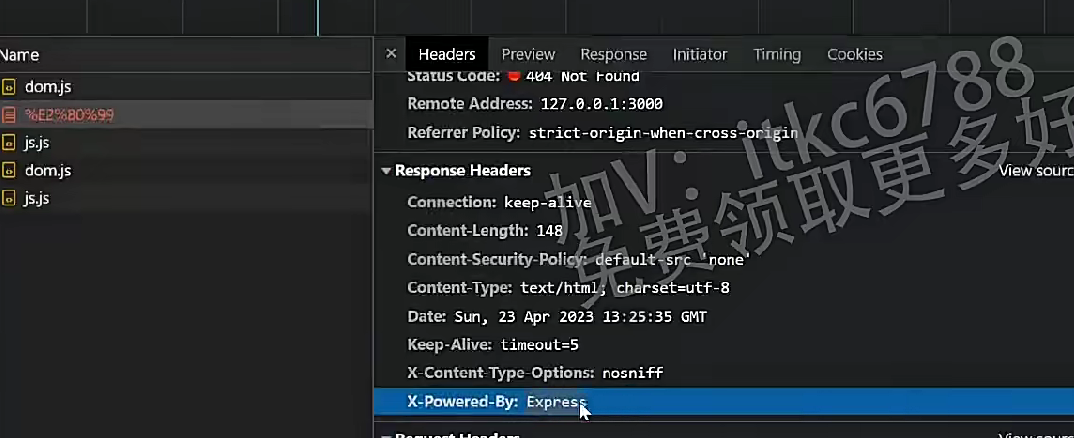 Name
Headers Preview Response Initiator Timing Cookies
dom.js
%E2%80%99
js.js
dom.js
js.js
Status Code: 404 Not Found
Remote Address: 127.0.0.1:3000
Referrer Policy: strict-origin-when-cross-origin
Response Headers
View sourc
Connection: keep-alive
Content-Length: 148
Content-Security-Policy: default-src 'none'
Content-Type: text/html; charset=utf-8
Date: Sun, 23 Apr 2023 13:25:35 GMT
Keep-Alive: timeout=5
X-Content-Type-Options: nosniff
X-Powered-By: Express
Request Headers
View sourc
加V：itkc6788
免费领取更多好